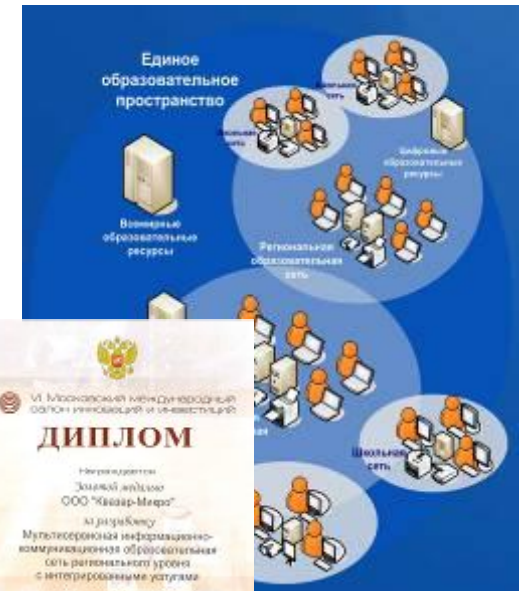 Единое
образовательное
пространство
Школьная
сеть
Школьная
сеть
Цифровые
образовательные
ресурсы
Всемирные
образовательные
ресурсы
Региональная
образовательная
сеть
Школьная
сеть
VI Московский международный
салон инноваций и инвестиций
ДИПЛОМ
Награждается
Золотой медалью
ООО "Квазар-Микро"
за разработку
Мультисервисная информационно-
коммуникационная образовательная
сеть регионального уровня
с интегрированными услугами